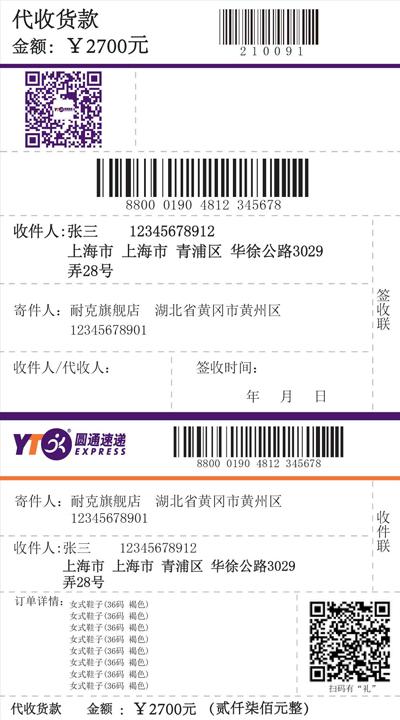 代收货款
金额：￥2700元
210091
8800 0190 4812 345678
收件人:张三 12345678912
上海市 上海市 青浦区 华徐公路3029
弄28号
签收联
寄件人：耐克旗舰店 湖北省黄冈市黄州区
12345678901
收件人/代收人：
签收时间：
年 月 日
YTO 圆通速递
EXPRESS
8800 0190 4812 345678
寄件人：耐克旗舰店 湖北省黄冈市黄州区
12345678901
收件联
收件人:张三 12345678912
上海市 上海市 青浦区 华徐公路3029
弄28号
订单详情：
女式鞋子(36码 褐色)
女式鞋子(36码 褐色)
女式鞋子(36码 褐色)
女式鞋子(36码 褐色)
女式鞋子(36码 褐色)
女式鞋子(36码 褐色)
女式鞋子(36码 褐色)
女式鞋子(36码 褐色)
扫码有“礼”
代收货款 金额：￥2700元 (贰仟柒佰元整)